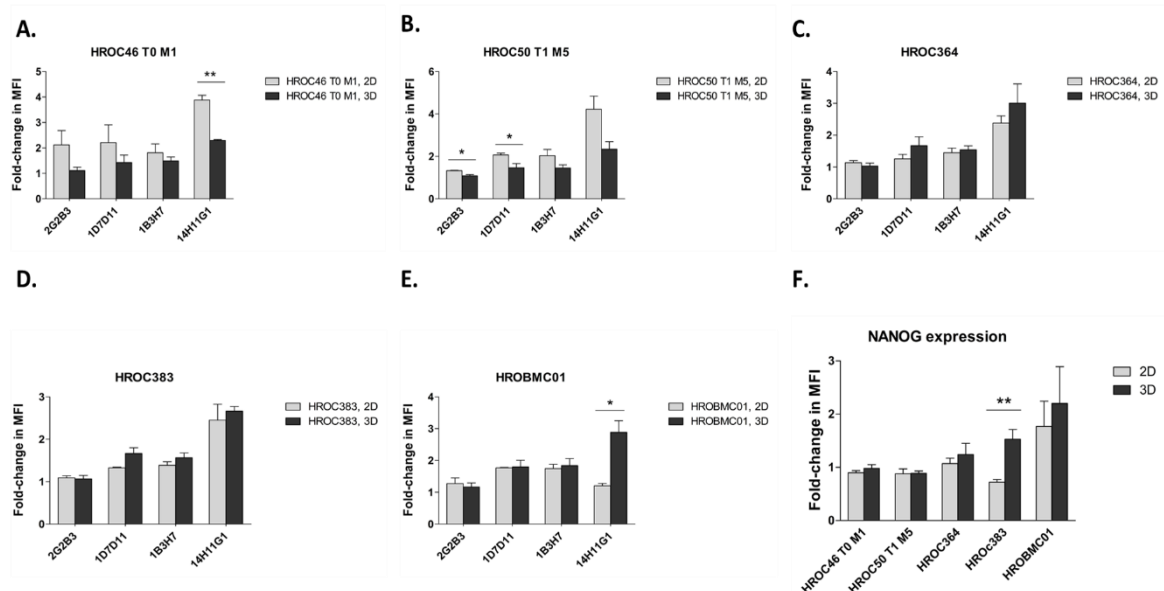 A.
HROC46 T0 M1
Fold-change in MFI
5
4
3
2
1
0
**
2G2B3
1D7D11
1B3H7
14H11G1
HROC46 T0 M1, 2D
HROC46 T0 M1, 3D
B.
HROC50 T1 M5
Fold-change in MFI
6
4
2
0
*
*
2G2B3
1D7D11
1B3H7
14H11G1
HROC50 T1 M5, 2D
HROC50 T1 M5, 3D
C.
HROC364
Fold-change in MFI
4
3
2
1
0
2G2B3
1D7D11
1B3H7
14H11G1
HROC364, 2D
HROC364, 3D
D.
HROC383
Fold-change in MFI
3
2
1
0
2G2B3
1D7D11
1B3H7
14H11G1
HROC383, 2D
HROC383, 3D
E.
HROBMC01
Fold-change in MFI
4
3
2
1
0
*
2G2B3
1D7D11
1B3H7
14H11G1
HROBMC01, 2D
HROBMC01, 3D
F.
NANOG expression
Fold-change in MFI
3
2
1
0
**
HROC46 T0 M1
HROC50 T1 M5
HROC364
HROc383
HROBMC01
2D
3D